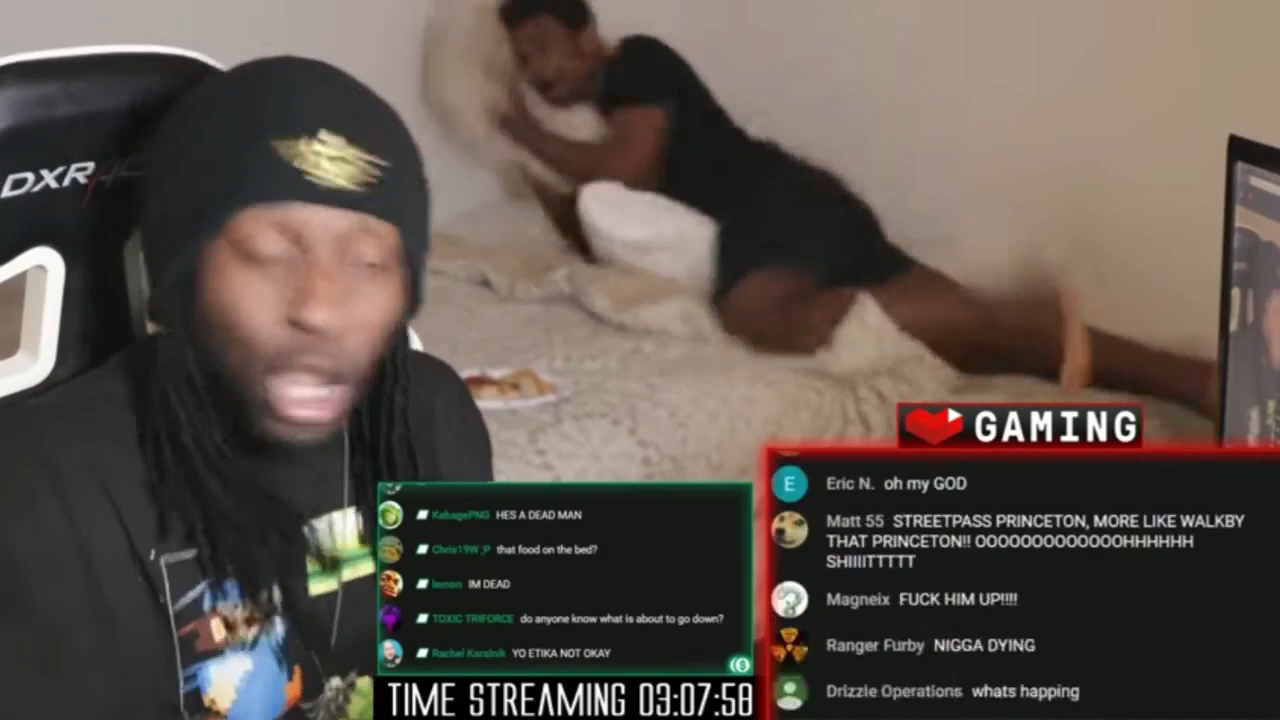 DXR
GAMING
Eric N. oh my GOD
Matt 55 STREETPASS PRINCETON, MORE LIKE WALKBY
THAT PRINCETON!! OOOOOOOOOOOOOHHHHHH
SHIIIITTTTT
Magneix FUCK HIM UP!!!!
Ranger Furby NIGGA DYING
Drizzle Operations whats happing
KabagePNG HES A DEAD MAN
Chris19W ;P that food on the bed?
lemon IM DEAD
TOXIC TRIFORCE do anyone know what is about to go down?
Rachel Karalnik YO ETIKA NOT OKAY
TIME STREAMING 03:07:58